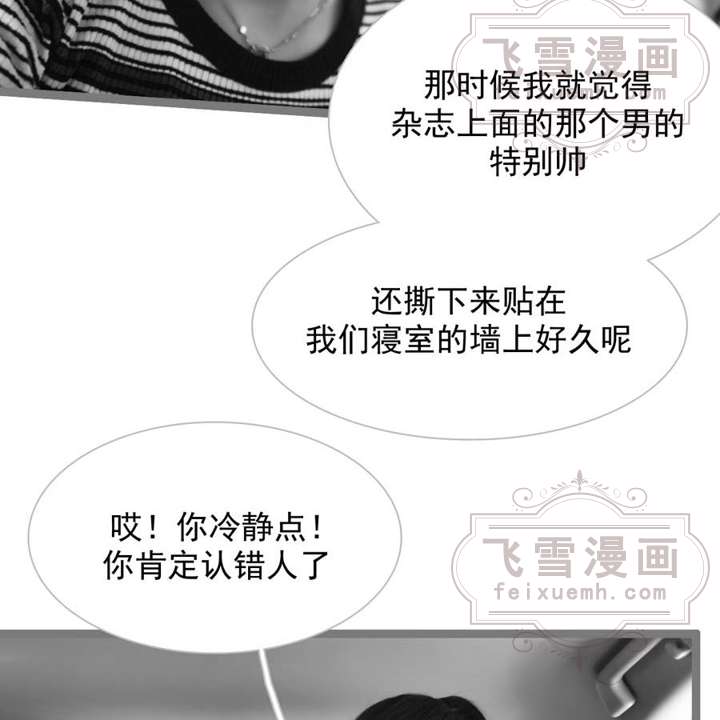 飞雪漫画
那时候我就觉得
杂志上面的那个男的
特别帅
还撕下来贴在
我们寝室的墙上好久呢
哎！你冷静点！
你肯定认错人了
飞雪漫画
feixuemh.com